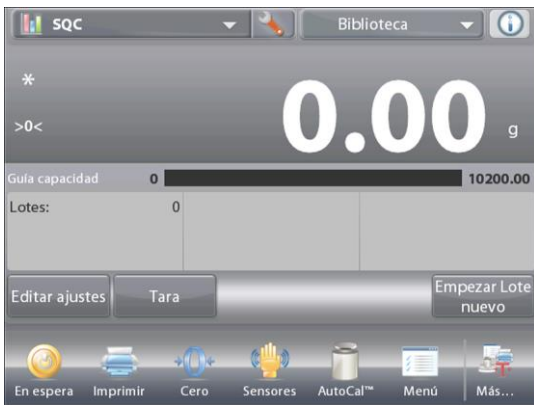 SQC
Biblioteca
*
>0<
0.00 g
Guía capacidad 0 10200.00
Lotes: 0
Editar ajustes Tara Empezar Lote
nuevo
En espera Imprimir Cero Sensores AutoCal™ Menú Más...